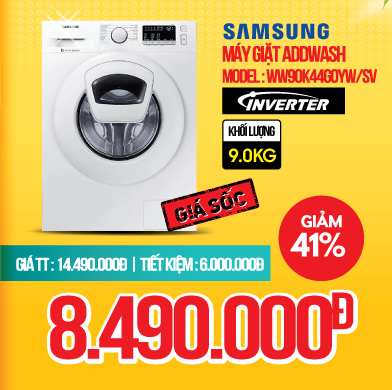 SAMSUNG
MÁY GIẶT ADDWASH
MODEL : WW90K44G0YW/SV
INVERTER
KHỐI LƯỢNG
9.0KG
GIÁ SỐC
GIẢM
41%
GIÁ TT : 14.490.000Đ | TIẾT KIỆM : 6.000.000Đ
8.490.000Đ